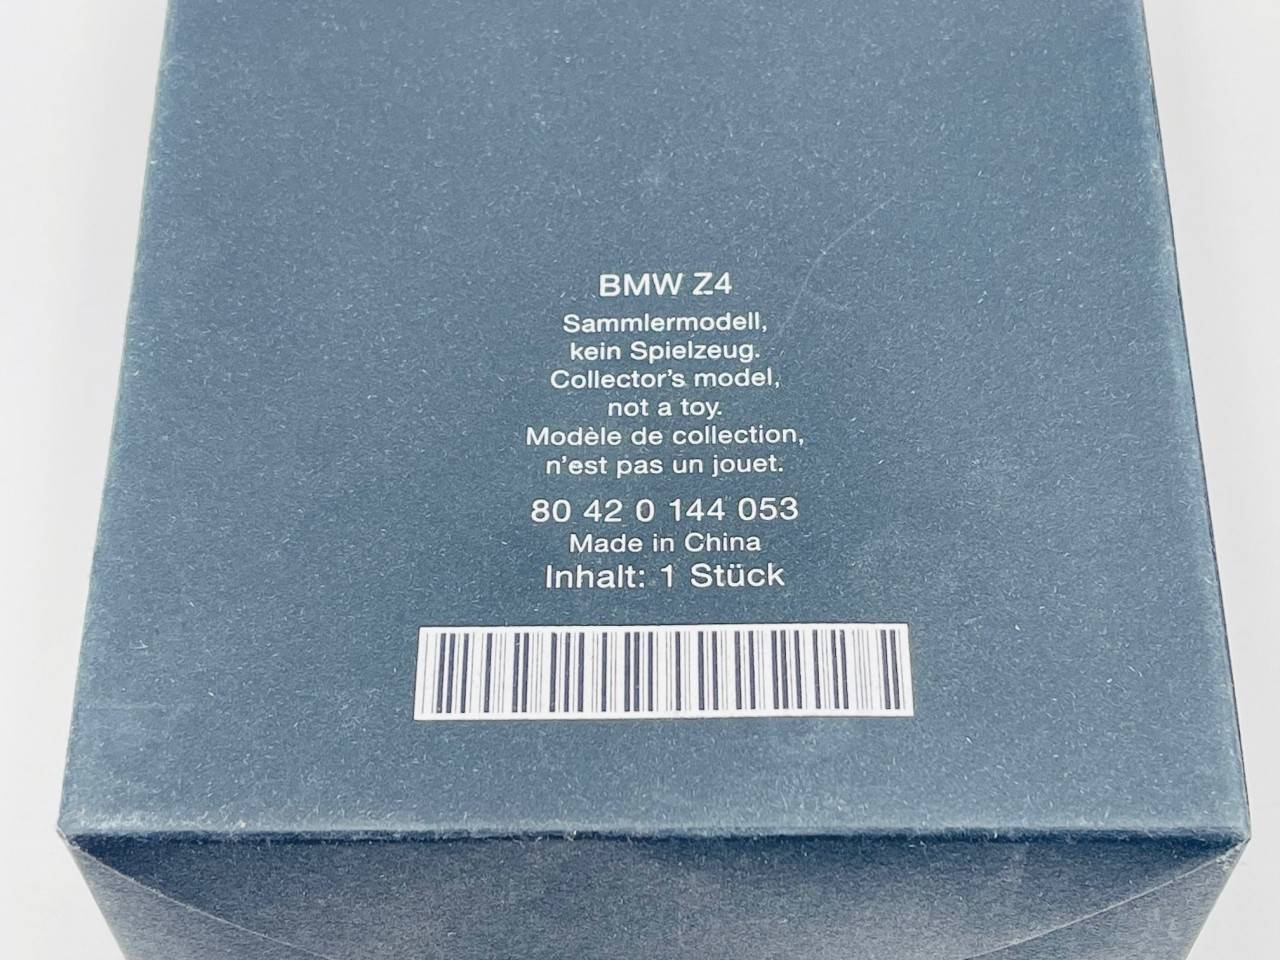 BMW Z4
Sammlermodell,
kein Spielzeug.
Collector's model,
not a toy.
Modèle de collection,
n'est pas un jouet.
80 42 0 144 053
Made in China
Inhalt: 1 Stück